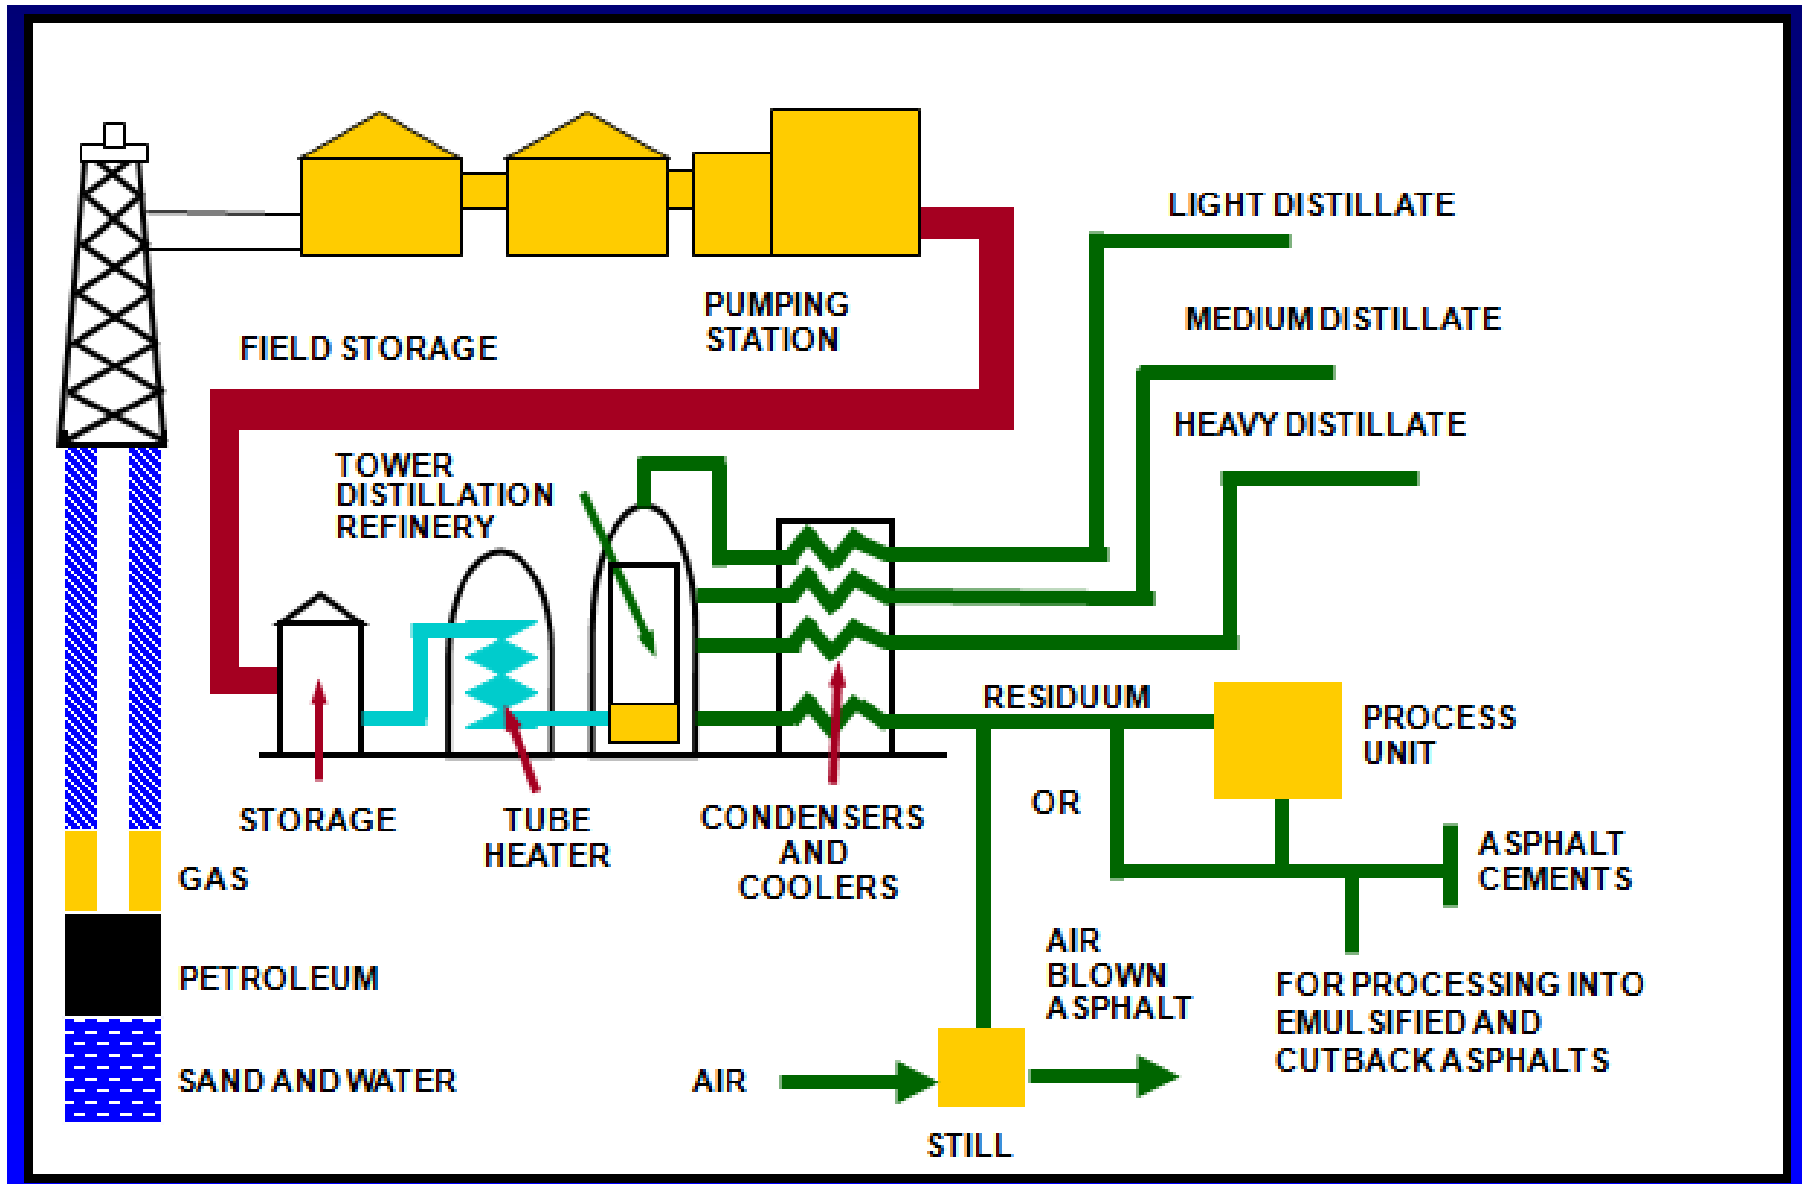 LIGHT DISTILLATE
PUMPING
STATION
MEDIUM DISTILLATE
FIELD STORAGE
HEAVY DISTILLATE
TOWER
DISTILLATION
REFINERY
RESIDUUM
PROCESS
UNIT
OR
STORAGE
TUBE
HEATER
CONDENSERS
AND
COOLERS
ASPHALT
CEMENTS
GAS
AIR
BLOWN
ASPHALT
PETROLEUM
FOR PROCESSING INTO
EMULSIFIED AND
CUTBACK ASPHALTS
SAND AND WATER
AIR
STILL